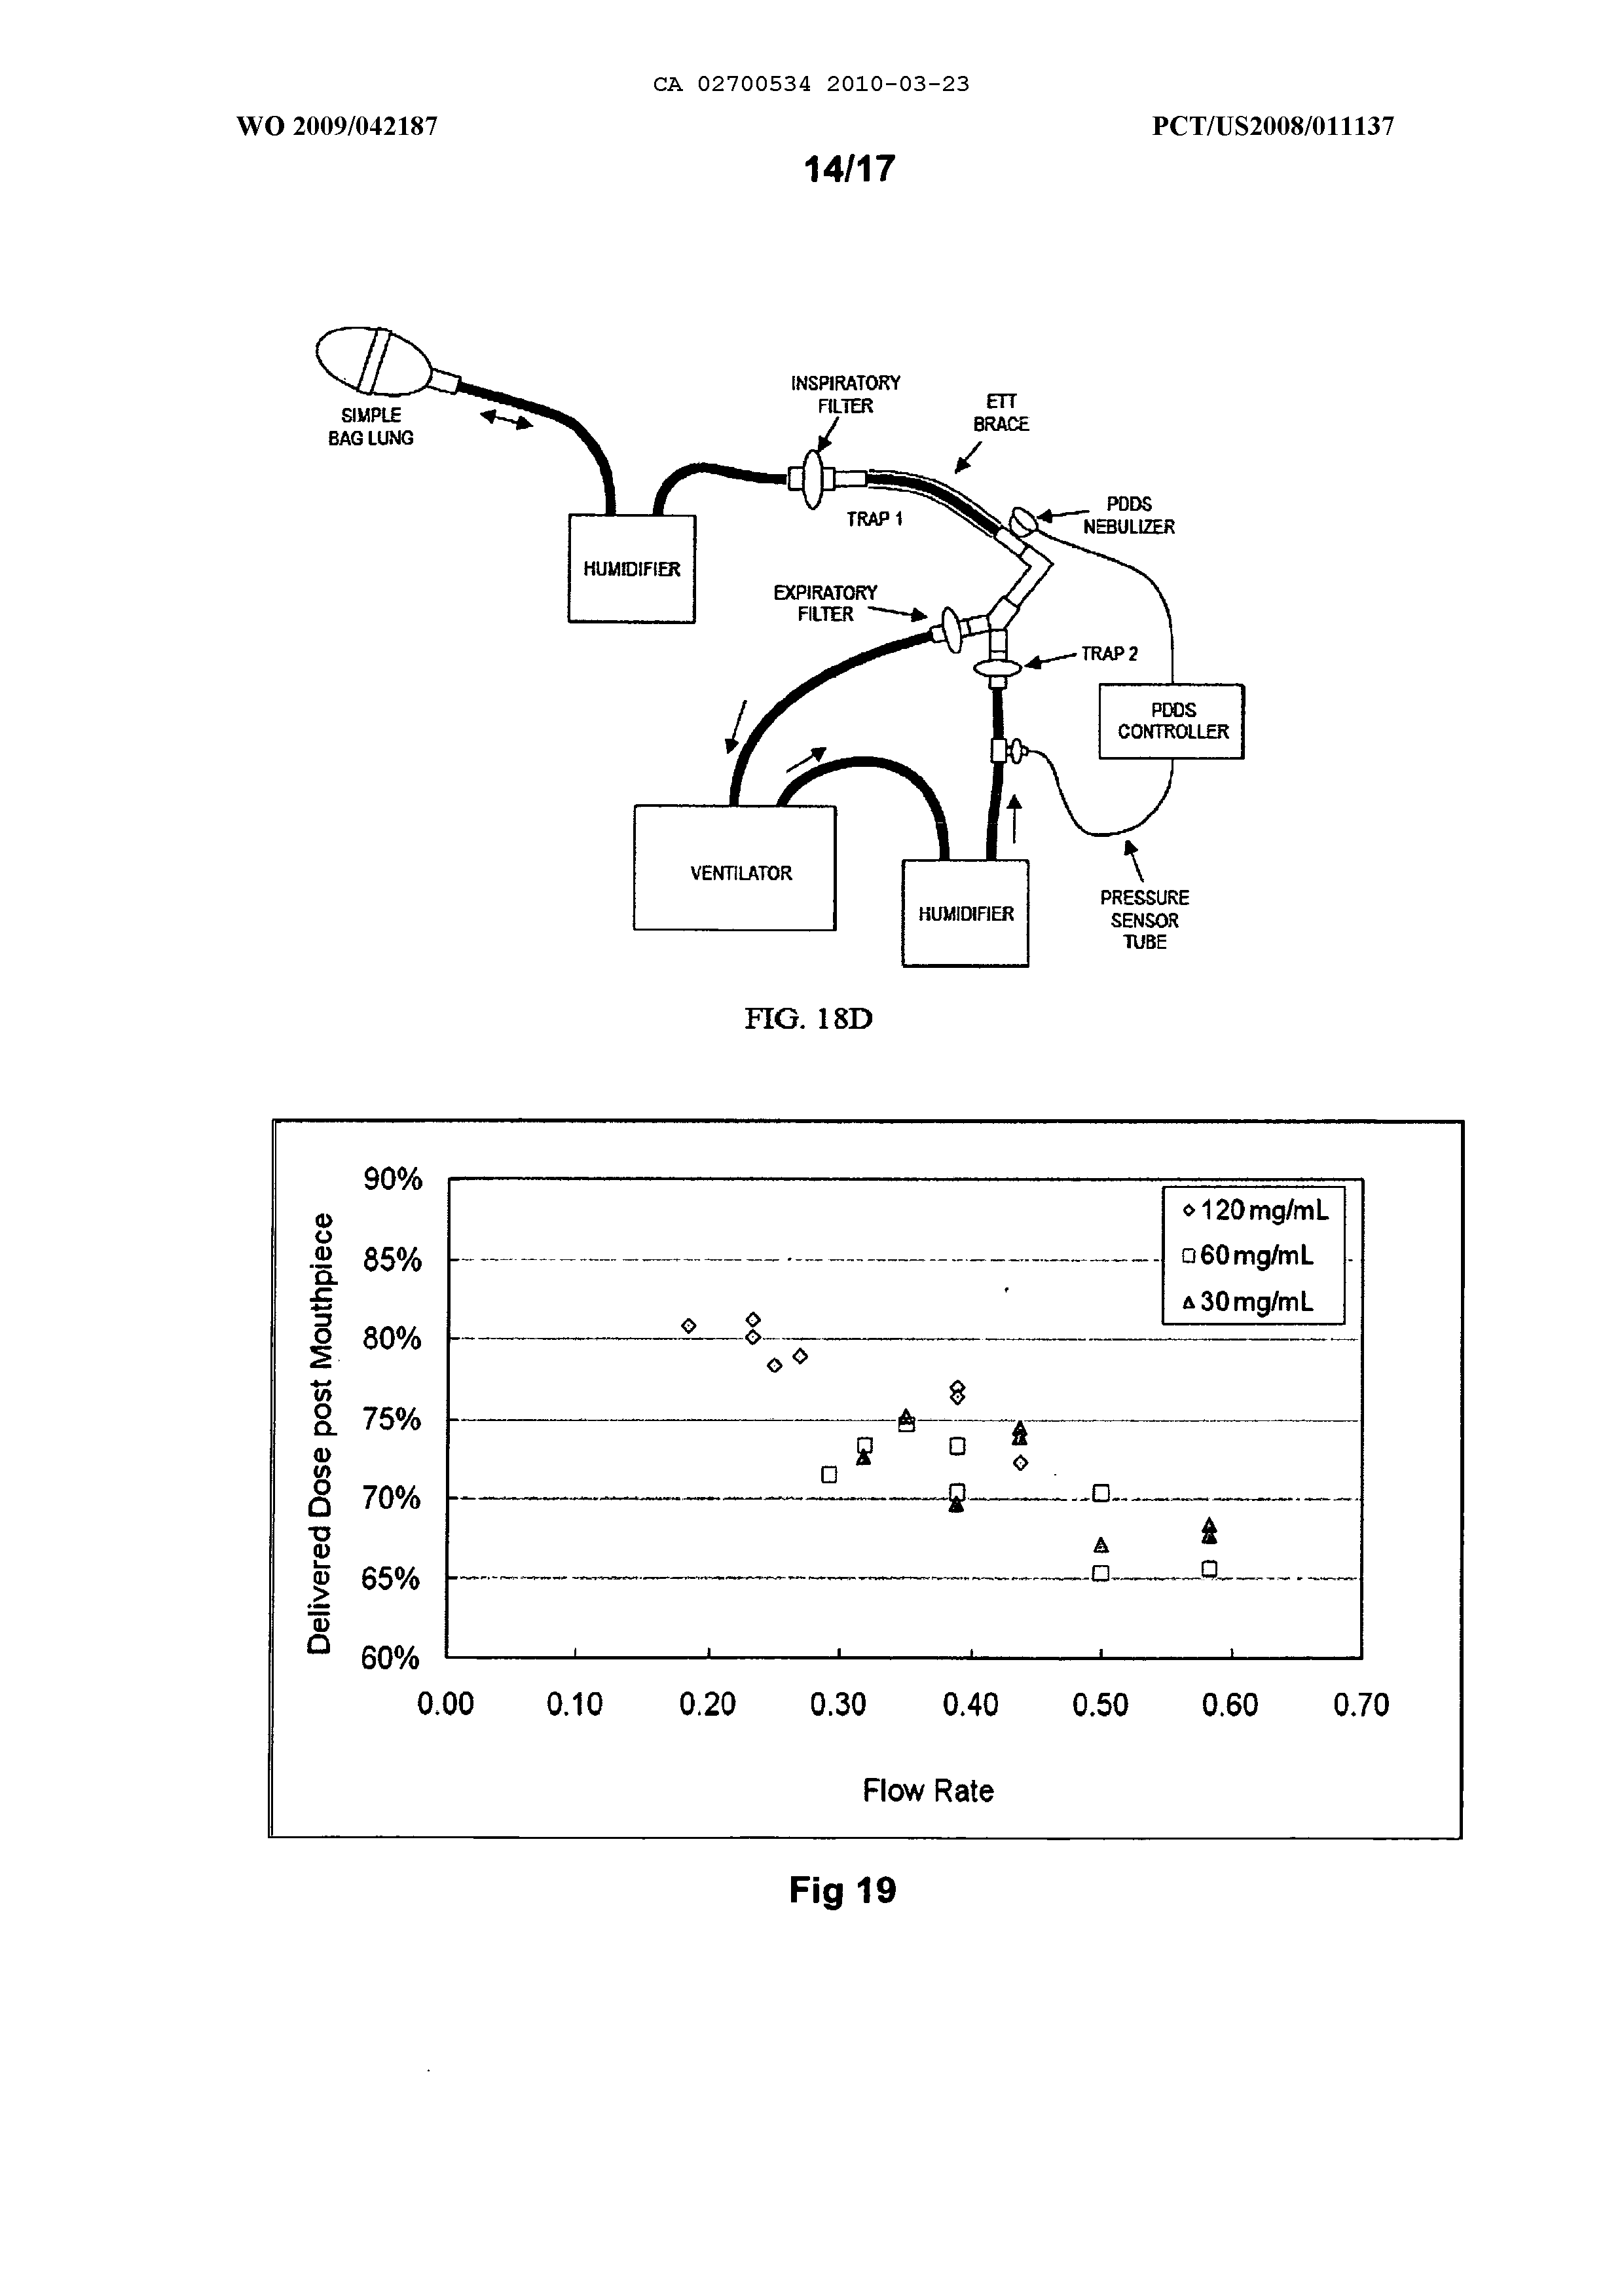 CA 02700534 2010-03-23
WO 2009/042187
PCT/US2008/011137
14/17
INSPIRATORY
FILTER
ETT
BRACE
SIMPLE
BAG LUNG
TRAP 1
PDDS
NEBULIZER
HUMIDIFIER
EXPIRATORY
FILTER
TRAP 2
PDDS
CONTROLLER
VENTILATOR
HUMIDIFIER
PRESSURE
SENSOR
TUBE
FIG. 18D
Delivered Dose post Mouthpiece
90%
85%
80%
75%
70%
65%
60%
120 mg/mL
60 mg/mL
30 mg/mL
0.00 0.10 0.20 0.30 0.40 0.50 0.60 0.70
Flow Rate
Fig 19